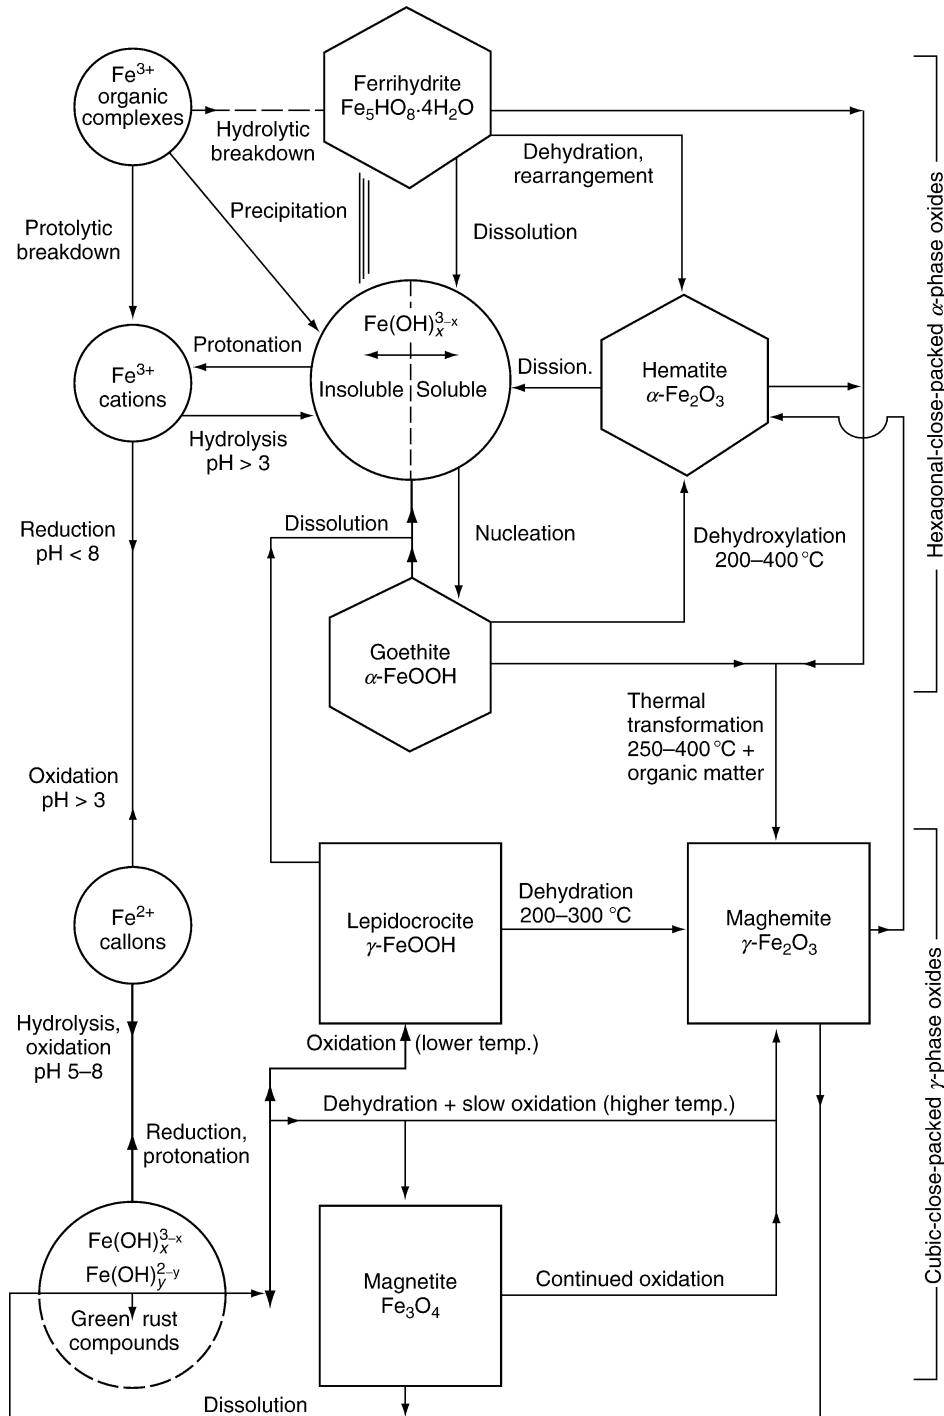 Fe³⁺
organic
complexes
Ferrihydrite
Fe₅HO₈·4H₂O
Hydrolytic
breakdown
Dehydration,
rearrangement
Protolytic
breakdown
Precipitation
Dissolution
Hexagonal-close-packed α-phase oxides
Fe³⁺
cations
Protonation
Hydrolysis
pH > 3
Fe(OH)ₓ³⁻ˣ
Insoluble Soluble
Dission.
Hematite
α-Fe₂O₃
Reduction
pH < 8
Dissolution
Nucleation
Dehydroxylation
200–400 °C
Goethite
α-FeOOH
Thermal
transformation
250–400 °C +
organic matter
Oxidation
pH > 3
Fe²⁺
callons
Lepidocrocite
γ-FeOOH
Dehydration
200–300 °C
Maghemite
γ-Fe₂O₃
Cubic-close-packed γ-phase oxides
Hydrolysis,
oxidation
pH 5–8
Oxidation (lower temp.)
Dehydration + slow oxidation (higher temp.)
Reduction,
protonation
Fe(OH)ₓ³⁻ˣ
Fe(OH)ᵧ²⁻ʸ
Green rust
compounds
Magnetite
Fe₃O₄
Continued oxidation
Dissolution